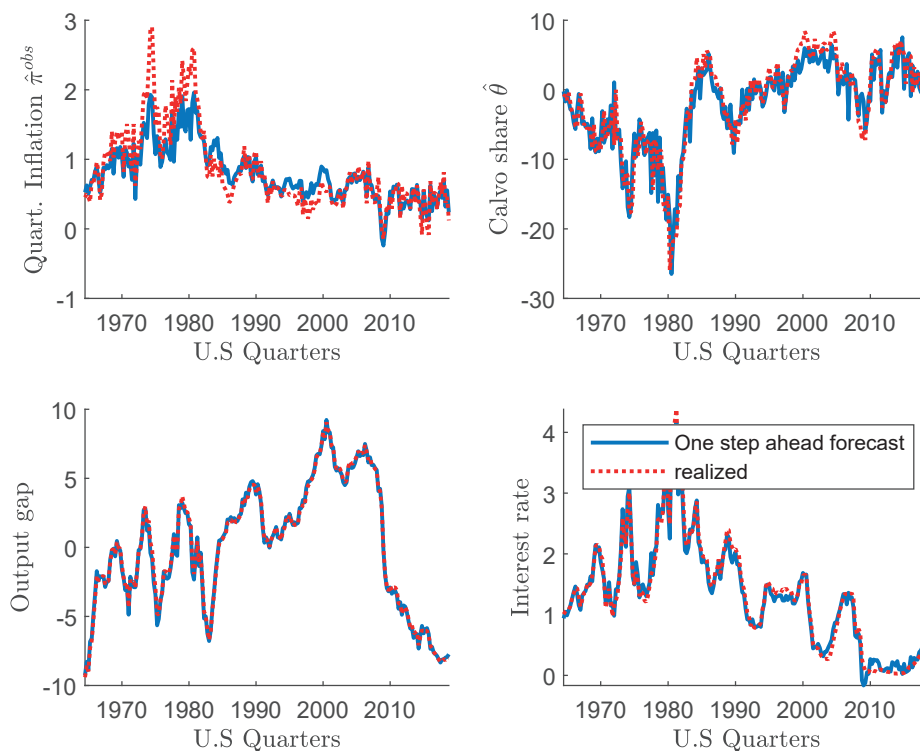 Quart. Inflation π̂^{obs}
3
2
1
0
-1
1970 1980 1990 2000 2010
U.S Quarters
Calvo share θ̂
10
0
-10
-20
-30
1970 1980 1990 2000 2010
U.S Quarters
Output gap
10
5
0
-5
-10
1970 1980 1990 2000 2010
U.S Quarters
Interest rate
4
3
2
1
0
1970 1980 1990 2000 2010
U.S Quarters
One step ahead forecast
realized